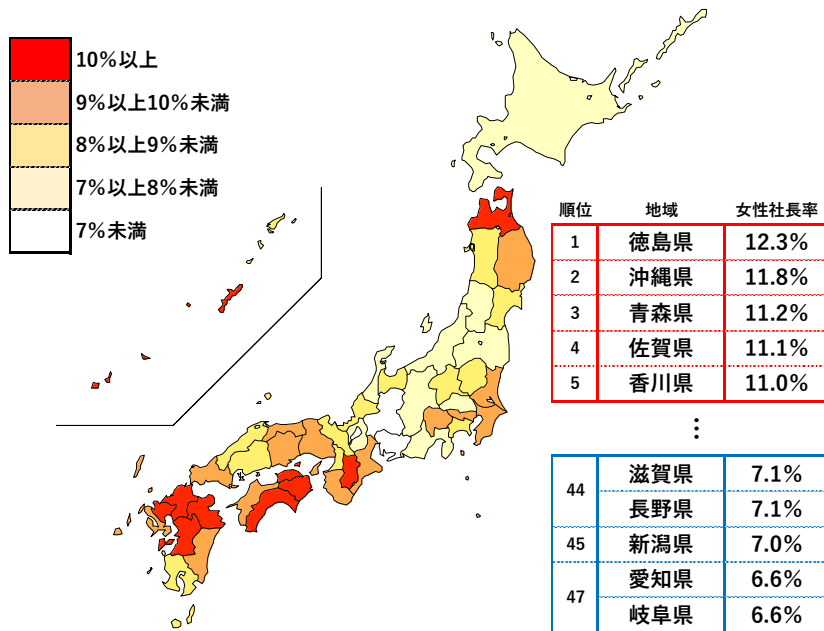 10%以上
9%以上10%未満
8%以上9%未満
7%以上8%未満
7%未満
順位 地域 女性社長率
1 徳島県 12.3%
2 沖縄県 11.8%
3 青森県 11.2%
4 佐賀県 11.1%
5 香川県 11.0%
⋮
44 滋賀県 7.1%
長野県 7.1%
45 新潟県 7.0%
47 愛知県 6.6%
岐阜県 6.6%